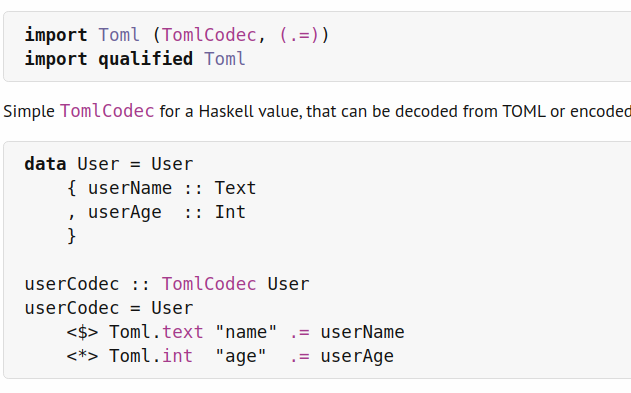 import Toml (TomlCodec, (.=))
import qualified Toml
Simple TomlCodec for a Haskell value, that can be decoded from TOML or encoded
data User = User
    { userName :: Text
    , userAge  :: Int
    }
userCodec :: TomlCodec User
userCodec = User
    <$> Toml.text "name" .= userName
    <*> Toml.int  "age"  .= userAge